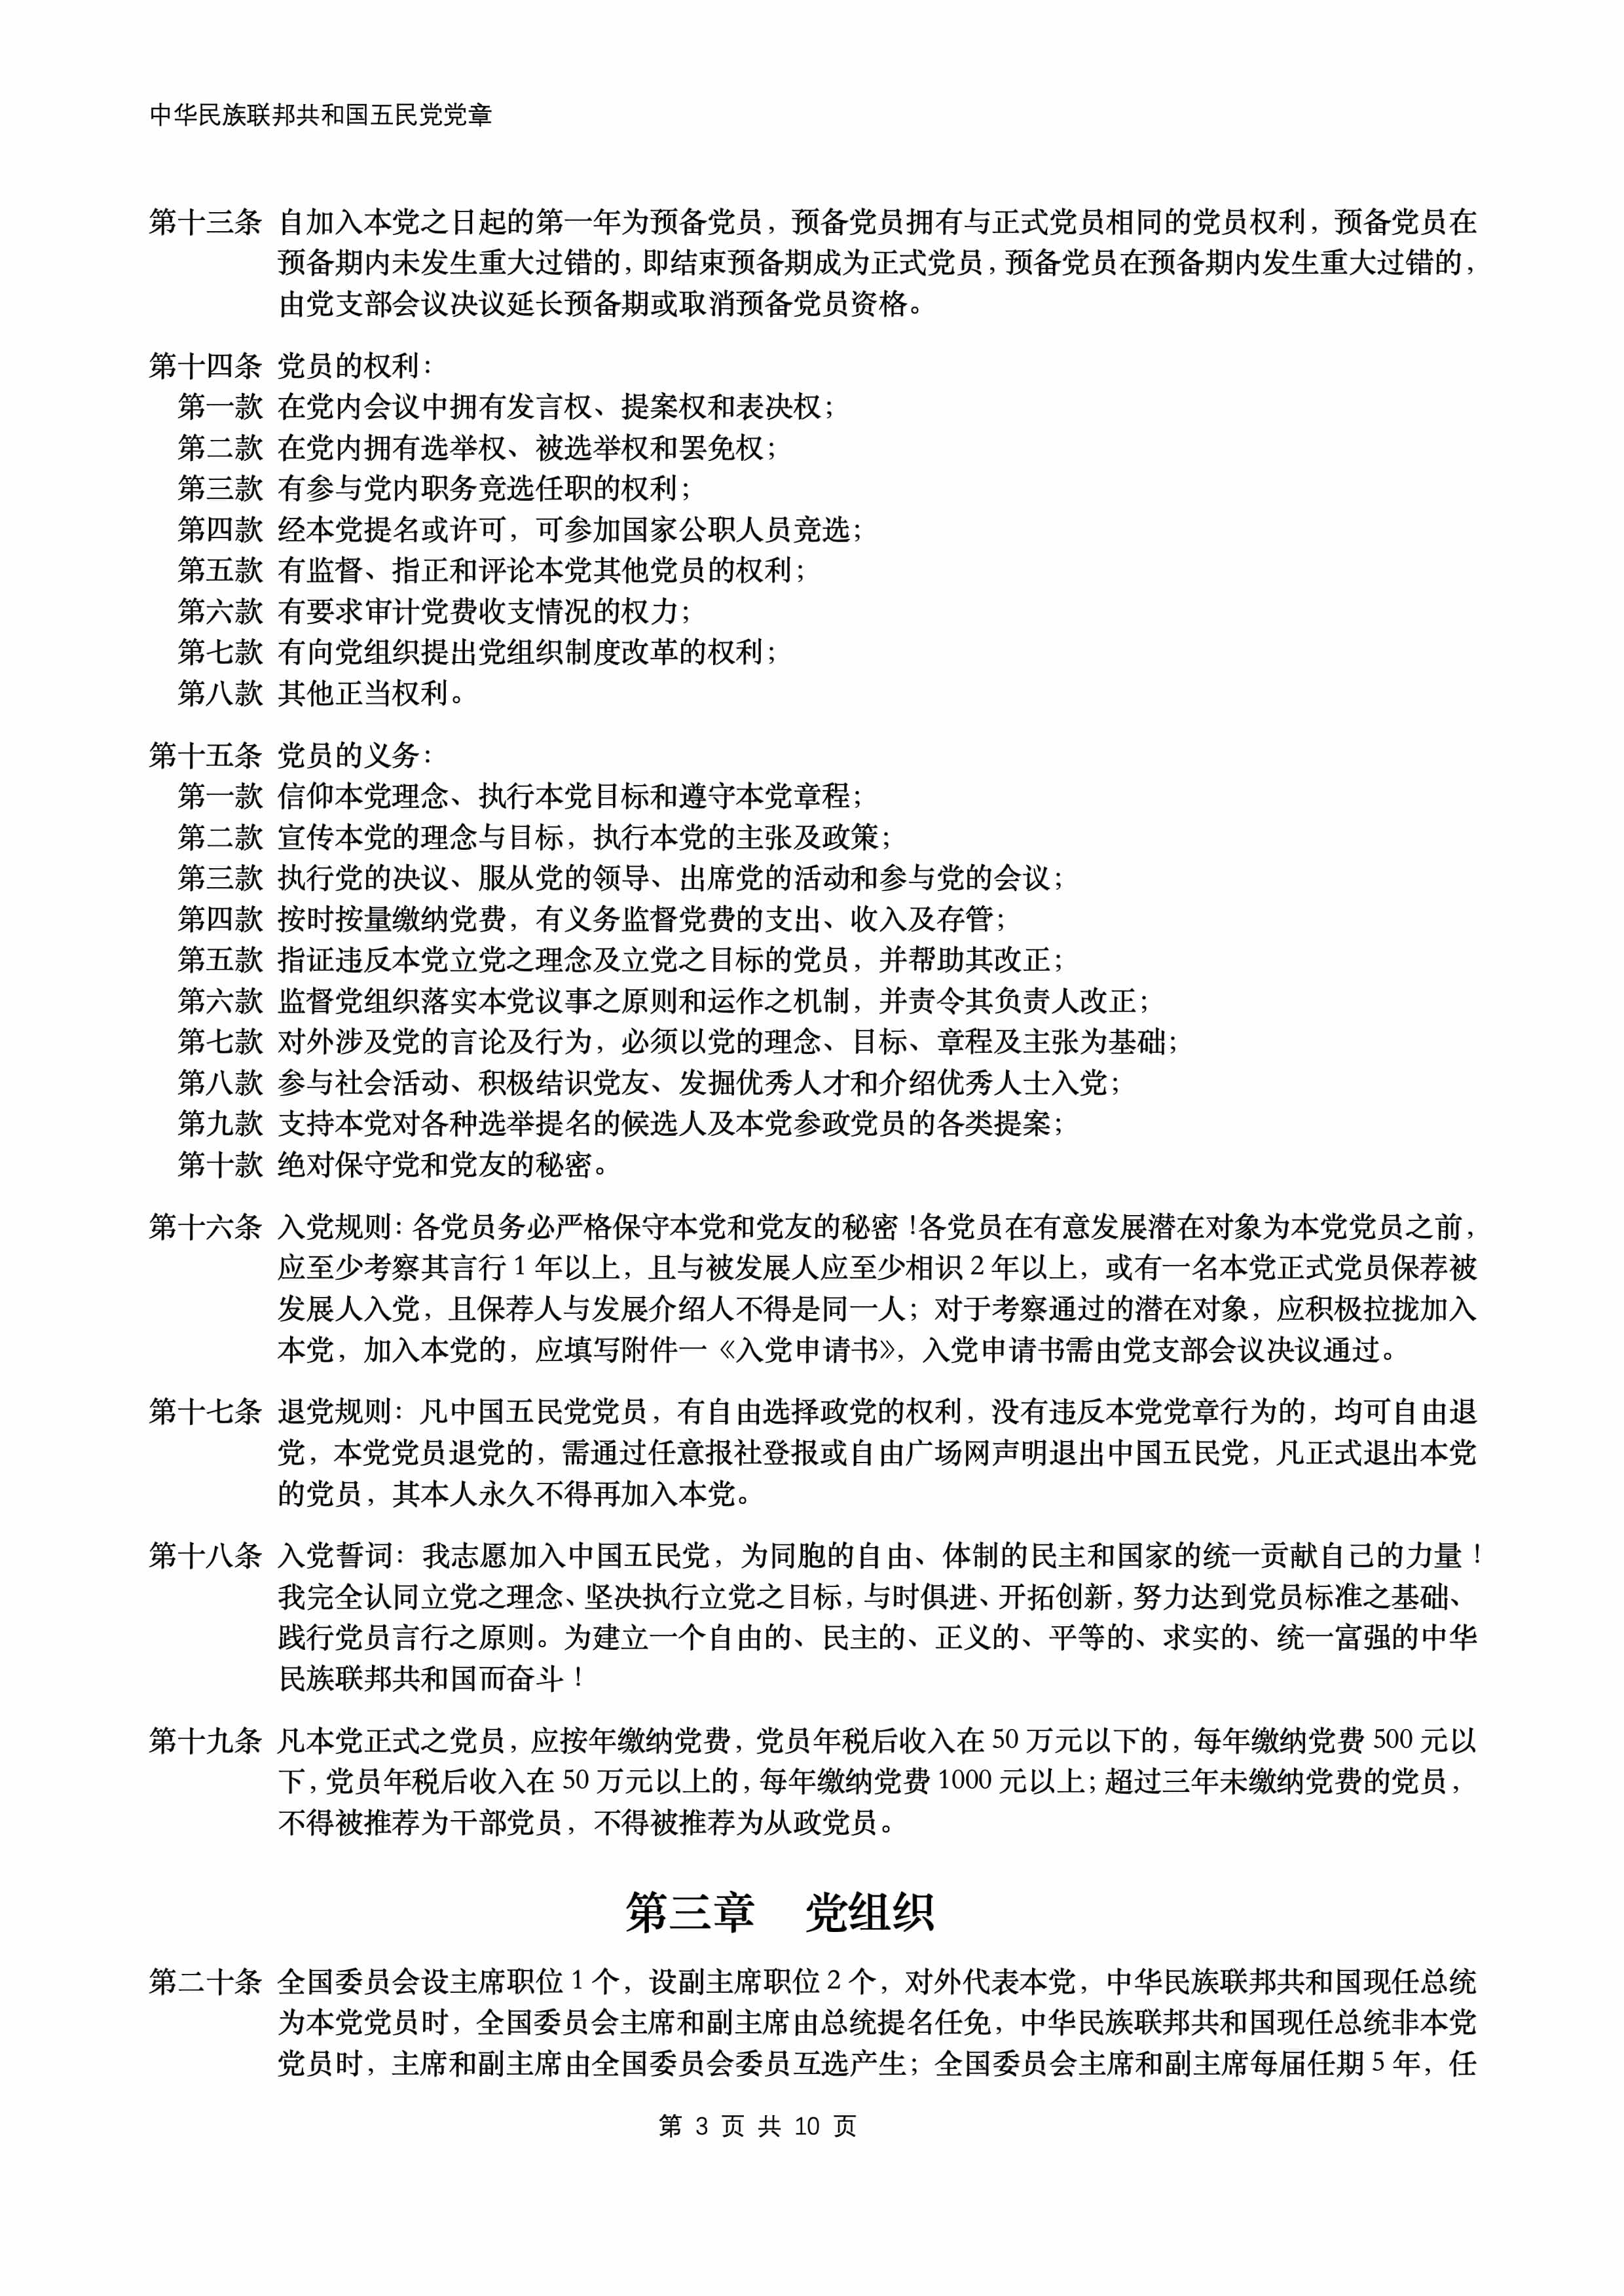 中华民族联邦共和国五民党党章
第十三条 自加入本党之日起的第一年为预备党员，预备党员拥有与正式党员相同的党员权利，预备党员在
预备期内未发生重大过错的，即结束预备期成为正式党员，预备党员在预备期内发生重大过错的，
由党支部会议决议延长预备期或取消预备党员资格。
第十四条 党员的权利：
第一款 在党内会议中拥有发言权、提案权和表决权；
第二款 在党内拥有选举权、被选举权和罢免权；
第三款 有参与党内职务竞选任职的权利；
第四款 经本党提名或许可，可参加国家公职人员竞选；
第五款 有监督、指正和评论本党其他党员的权利；
第六款 有要求审计党费收支情况的权力；
第七款 有向党组织提出党组织制度改革的权利；
第八款 其他正当权利。
第十五条 党员的义务：
第一款 信仰本党理念、执行本党目标和遵守本党章程；
第二款 宣传本党的理念与目标，执行本党的主张及政策；
第三款 执行党的决议、服从党的领导、出席党的活动和参与党的会议；
第四款 按时按量缴纳党费，有义务监督党费的支出、收入及存管；
第五款 指证违反本党立党之理念及立党之目标的党员，并帮助其改正；
第六款 监督党组织落实本党议事之原则和运作之机制，并责令其负责人改正；
第七款 对外涉及党的言论及行为，必须以党的理念、目标、章程及主张为基础；
第八款 参与社会活动、积极结识党友、发掘优秀人才和介绍优秀人士入党；
第九款 支持本党对各种选举提名的候选人及本党参政党员的各类提案；
第十款 绝对保守党和党友的秘密。
第十六条 入党规则：各党员务必严格保守本党和党友的秘密！各党员在有意发展潜在对象为本党党员之前，
应至少考察其言行 1 年以上，且与被发展人应至少相识 2 年以上，或有一名本党正式党员保荐被
发展人入党，且保荐人与发展介绍人不得是同一人；对于考察通过的潜在对象，应积极拉拢加入
本党，加入本党的，应填写附件一《入党申请书》，入党申请书需由党支部会议决议通过。
第十七条 退党规则：凡中国五民党党员，有自由选择政党的权利，没有违反本党党章行为的，均可自由退
党，本党党员退党的，需通过任意报社登报或自由广场网声明退出中国五民党，凡正式退出本党
的党员，其本人永久不得再加入本党。
第十八条 入党誓词：我志愿加入中国五民党，为同胞的自由、体制的民主和国家的统一贡献自己的力量！
我完全认同立党之理念、坚决执行立党之目标，与时俱进、开拓创新，努力达到党员标准之基础、
践行党员言行之原则。为建立一个自由的、民主的、正义的、平等的、求实的、统一富强的中华
民族联邦共和国而奋斗！
第十九条 凡本党正式之党员，应按年缴纳党费，党员年税后收入在 50 万元以下的，每年缴纳党费 500 元以
下，党员年税后收入在 50 万元以上的，每年缴纳党费 1000 元以上；超过三年未缴纳党费的党员，
不得被推荐为干部党员，不得被推荐为从政党员。
第三章 党组织
第二十条 全国委员会设主席职位 1 个，设副主席职位 2 个，对外代表本党，中华民族联邦共和国现任总统
为本党党员时，全国委员会主席和副主席由总统提名任免，中华民族联邦共和国现任总统非本党
党员时，主席和副主席由全国委员会委员互选产生；全国委员会主席和副主席每届任期 5 年，任
第 3 页 共 10 页